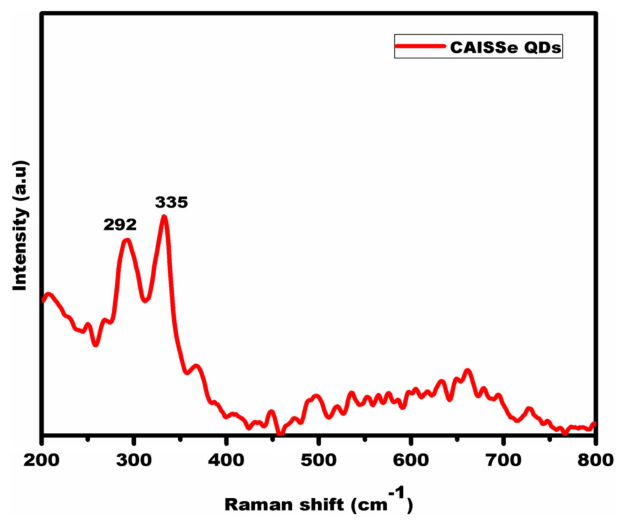 CAISSe QDs
335
292
Intensity (a.u)
200 300 400 500 600 700 800
Raman shift (cm⁻¹)